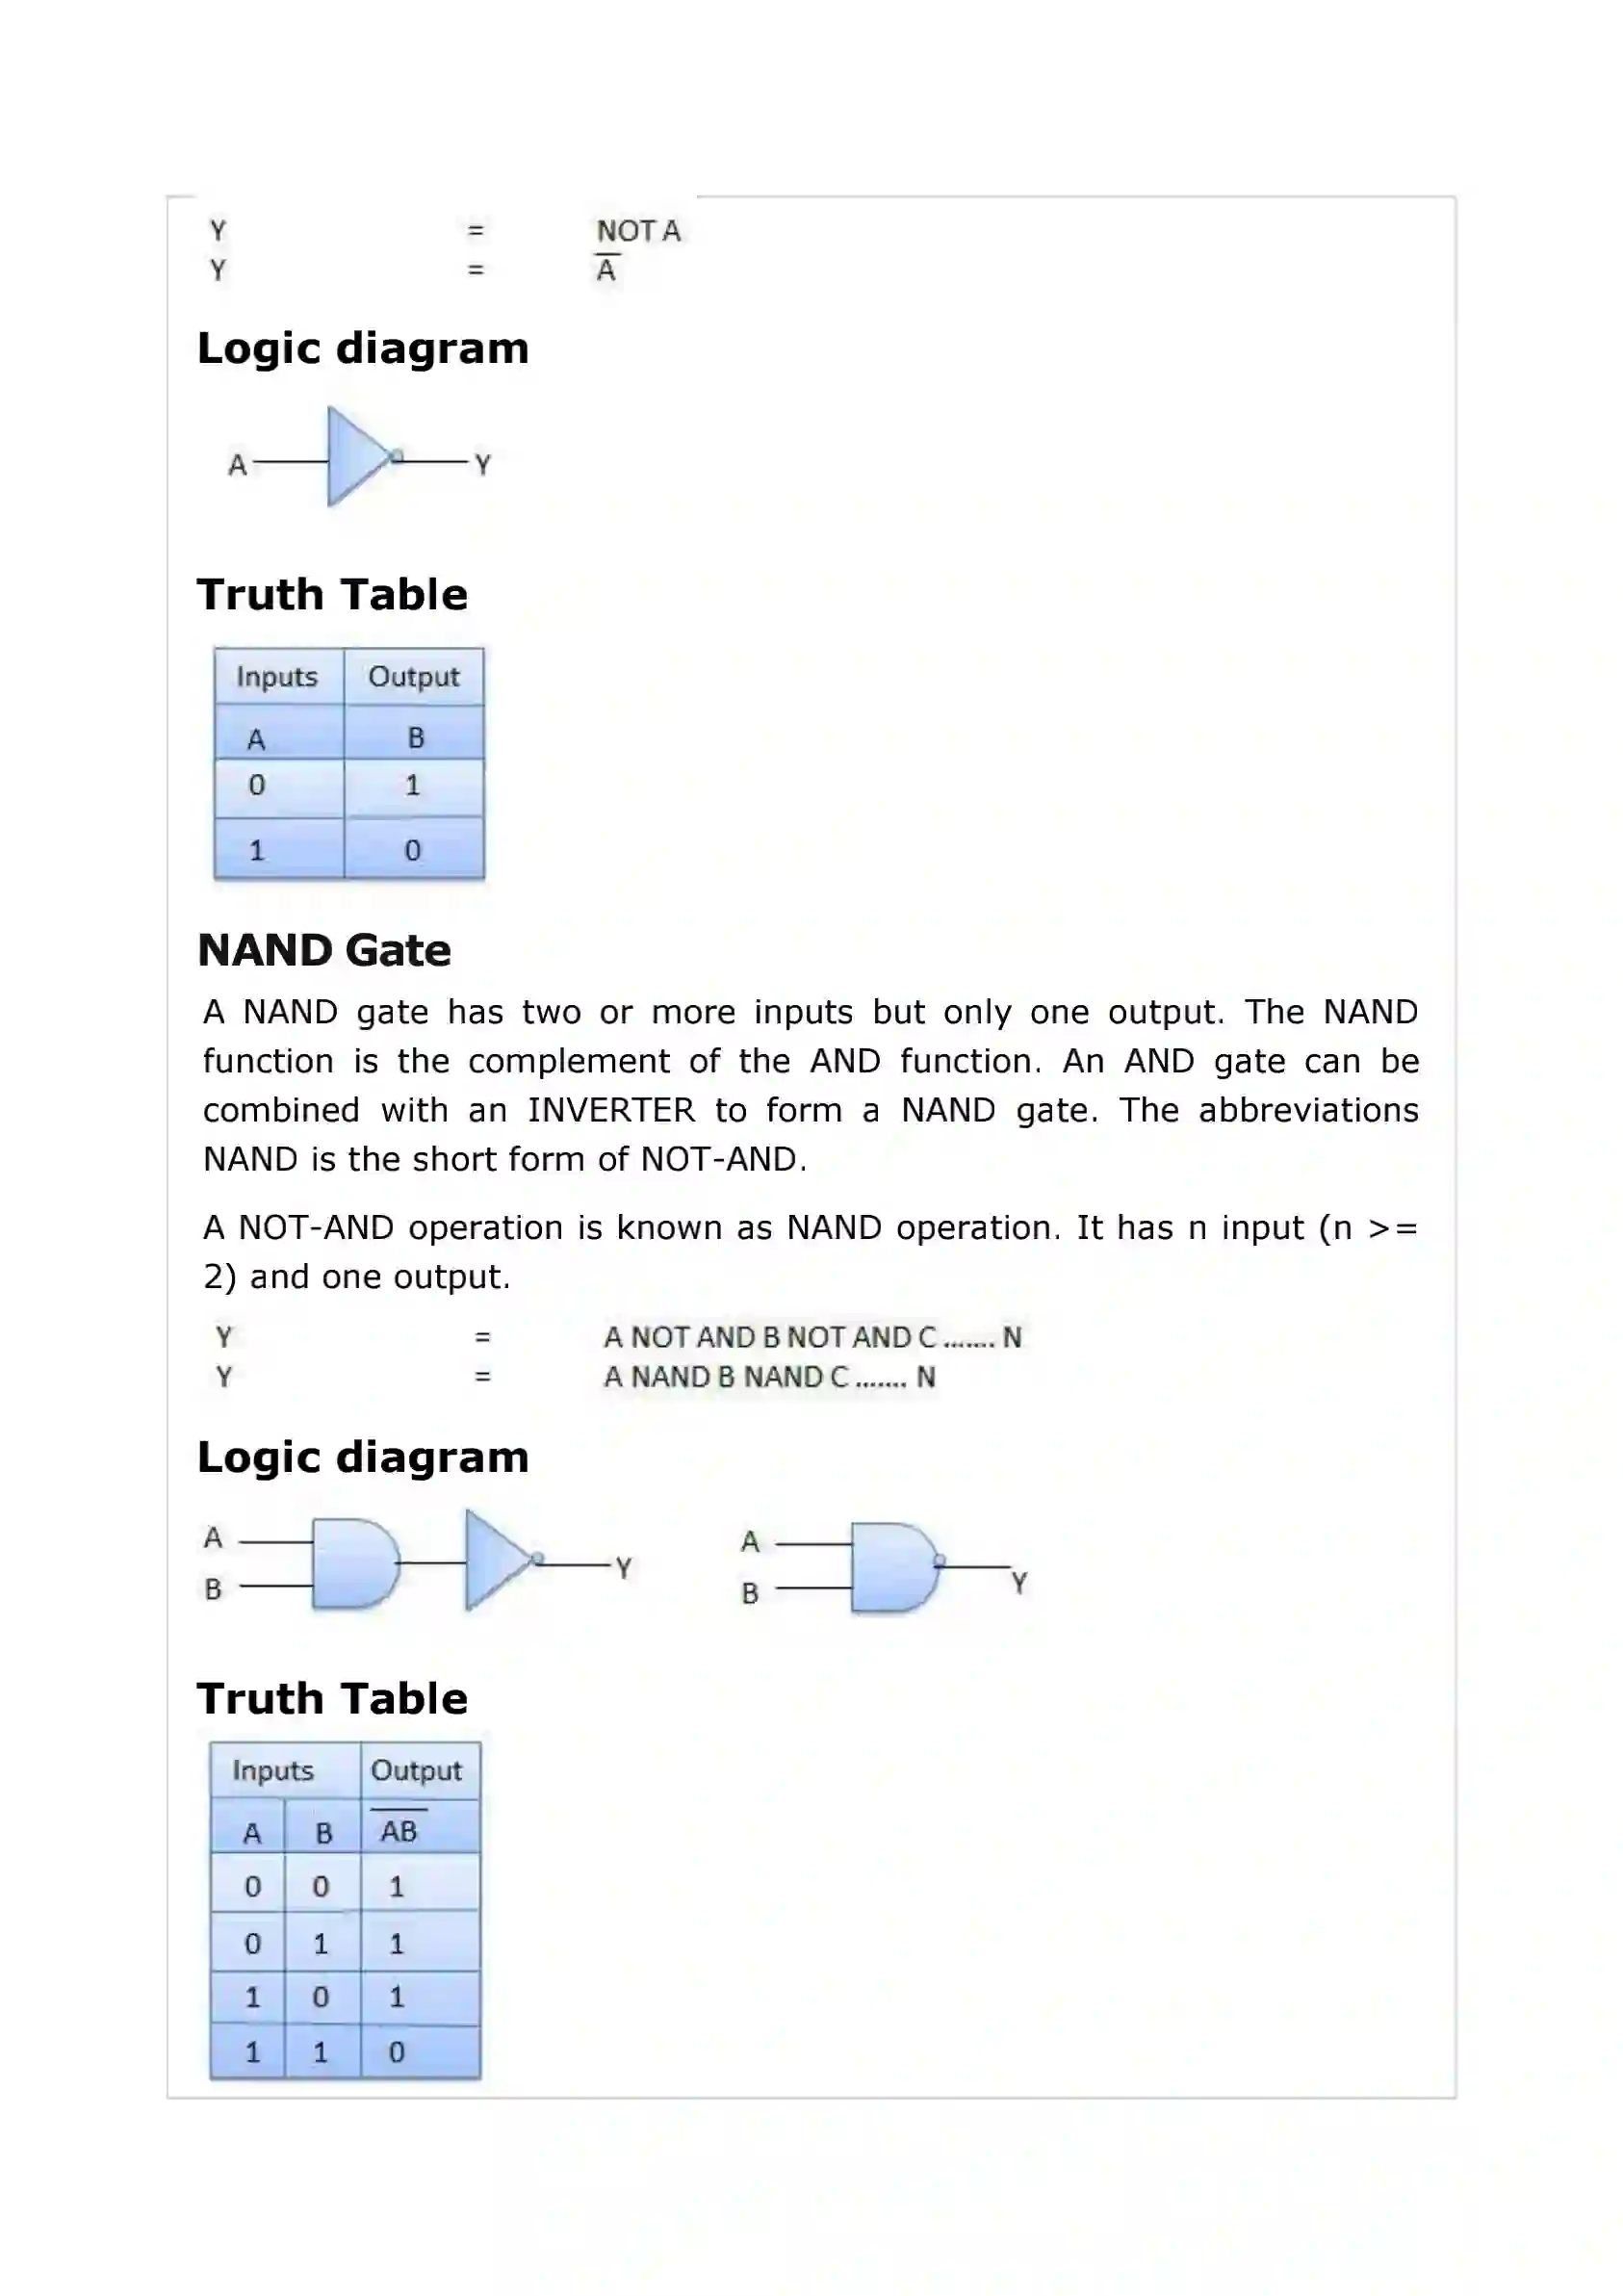 Y = NOT A
Y = A̅
Logic diagram
A Y
Truth Table
Inputs Output
A B
0 1
1 0
NAND Gate
A NAND gate has two or more inputs but only one output. The NAND
function is the complement of the AND function. An AND gate can be
combined with an INVERTER to form a NAND gate. The abbreviations
NAND is the short form of NOT-AND.
A NOT-AND operation is known as NAND operation. It has n input (n >=
2) and one output.
Y = A NOT AND B NOT AND C ....... N
Y = A NAND B NAND C ....... N
Logic diagram
A B Y A B Y
Truth Table
Inputs Output
A B A̅B̅
0 0 1
0 1 1
1 0 1
1 1 0